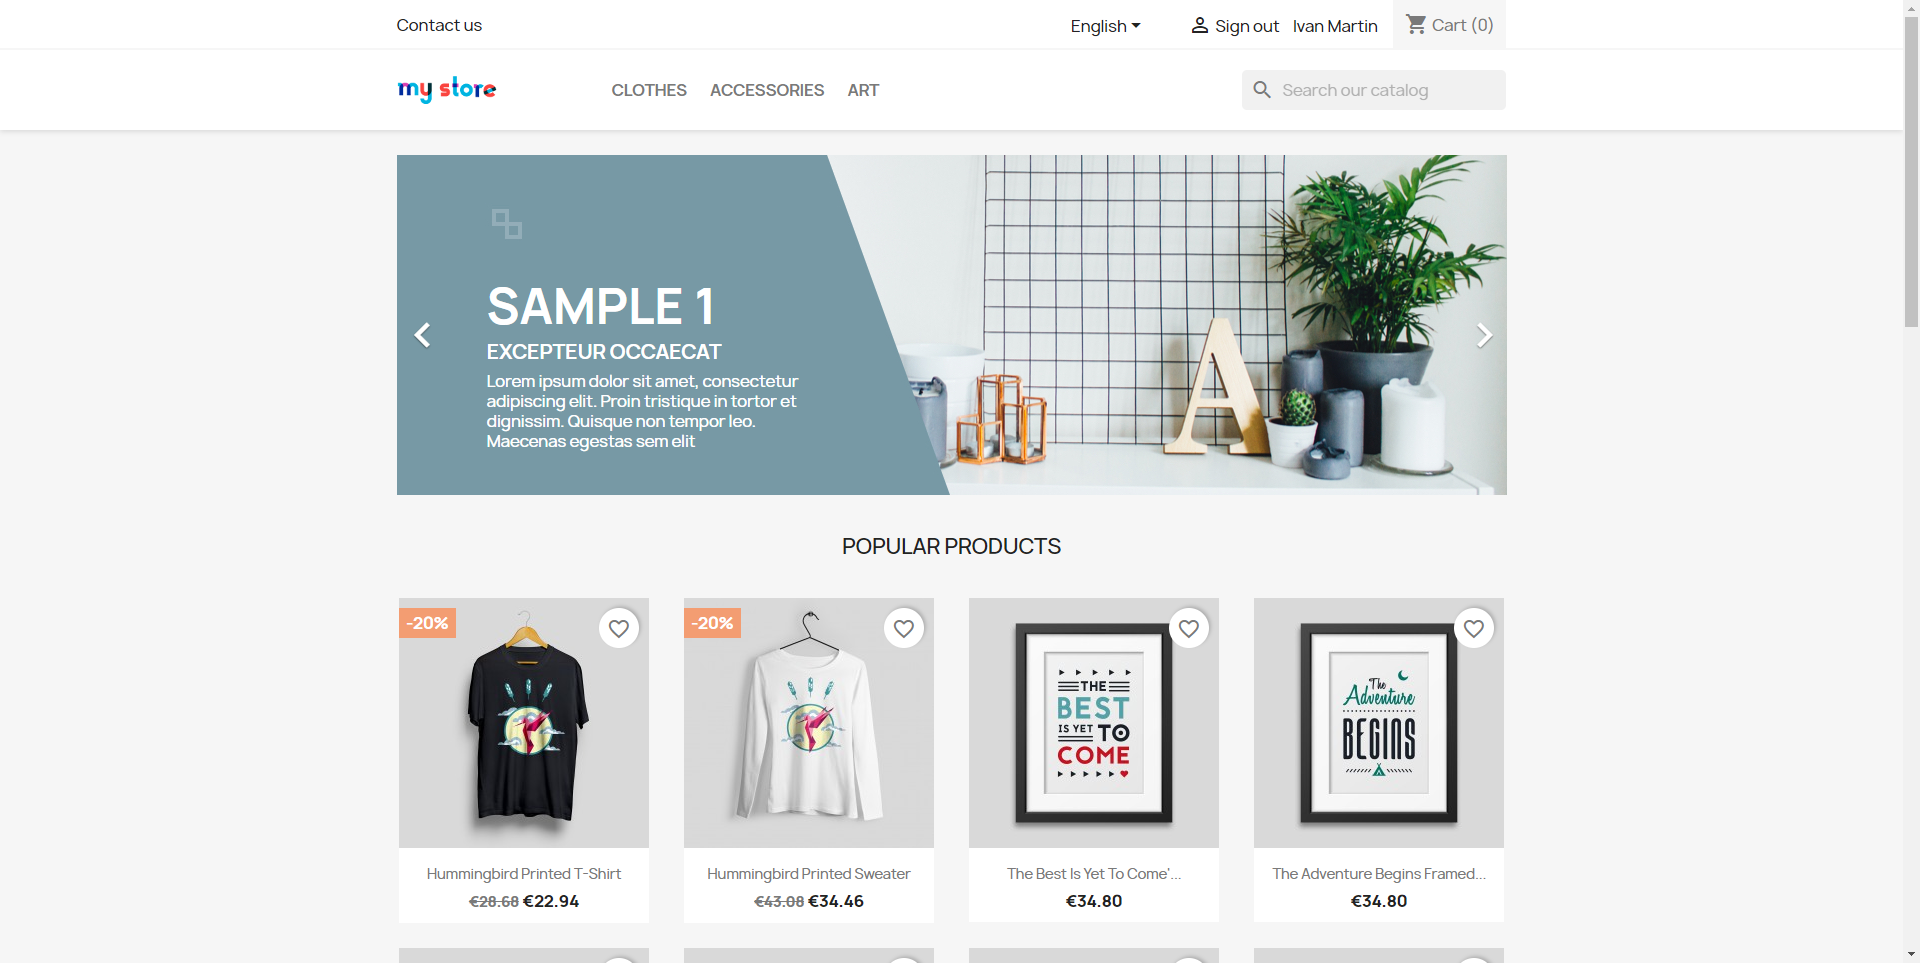 Contact us
English
Sign out
Ivan Martin
Cart (0)
my store
CLOTHES
ACCESSORIES
ART
Search our catalog
SAMPLE 1
EXCEPTEUR OCCAECAT
Lorem ipsum dolor sit amet, consectetur
adipiscing elit. Proin tristique in tortor et
dignissim. Quisque non tempor leo.
Maecenas egestas sem elit
A
POPULAR PRODUCTS
-20%
Hummingbird Printed T-Shirt
€28.68 €22.94
-20%
Hummingbird Printed Sweater
€43.08 €34.46
THE
BEST
IS YET TO
COME
The Best Is Yet To Come'...
€34.80
The
Adventure
BEGINS
The Adventure Begins Framed...
€34.80